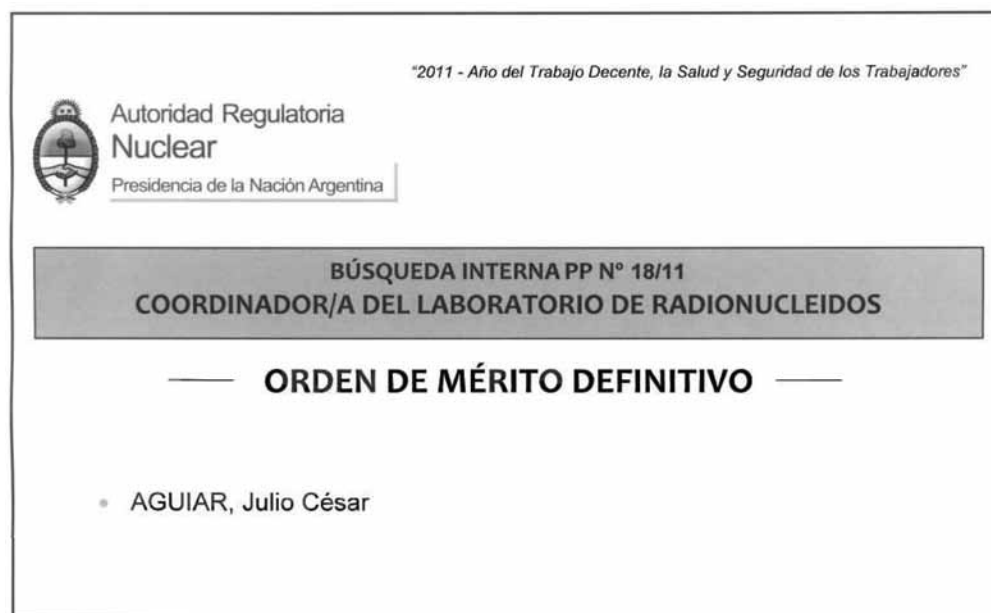 "2011 - Año del Trabajo Decente, la Salud y Seguridad de los Trabajadores"
Autoridad Regulatoria
Nuclear
Presidencia de la Nación Argentina
BÚSQUEDA INTERNA PP Nº 18/11
COORDINADOR/A DEL LABORATORIO DE RADIONUCLEIDOS
ORDEN DE MÉRITO DEFINITIVO
• AGUIAR, Julio César